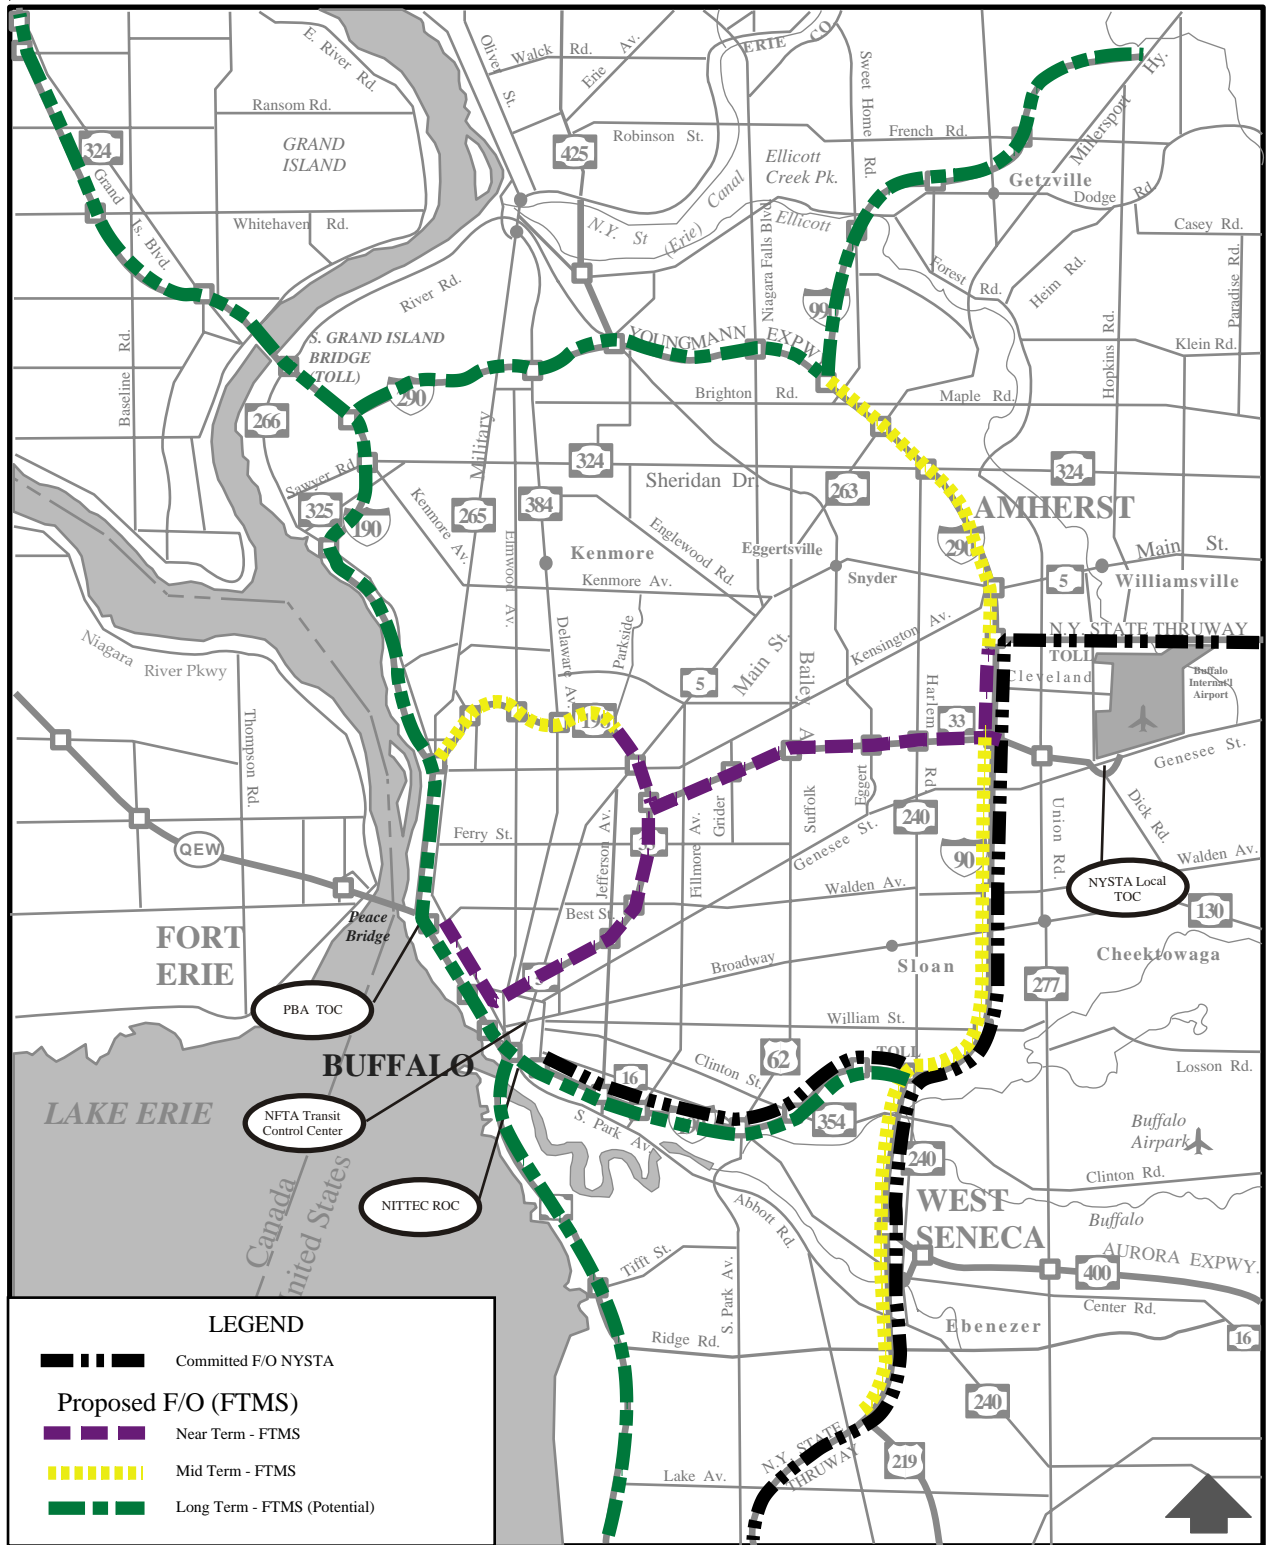 E. River Rd.
Oliver St.
Walck Rd.
Erie Av.
ERIE CO
Sweet Home Rd.
Hy.
Millersport
324
Ransom Rd.
GRAND
ISLAND
425
Robinson St.
French Rd.
Ellicott
Creek Pk.
Getzville
Dodge Rd.
Grand Is. Blvd.
Whitehaven Rd.
N.Y. St (Erie) Canal
Niagara Falls Blvd
Ellicott
Casey Rd.
Forest Rd.
Heim Rd.
Paradise Rd.
River Rd.
990
Baseline Rd.
S. GRAND ISLAND
BRIDGE
(TOLL)
YOUNGMANN EXPW
Hopkins Rd.
Klein Rd.
290
Brighton Rd.
Maple Rd.
266
Military
324
Sheridan Dr.
263
324
Sawyer Rd.
325
190
Kenmore Av.
265
384
Elmwood Av.
Englewood Rd.
AMHERST
290
Kenmore
Eggertsville
Main St.
Kenmore Av.
Snyder
5
Williamsville
Niagara
River Pkwy
Delaware Av.
Parkside
Main St.
Bailey A
Kensington Av.
N.Y. STATE THRUWAY
TOLL
Cleveland
Buffalo
Internat'l
Airport
5
Harlem Rd.
33
Thompson Rd.
198
Genesee St.
Suffolk
Eggert
Grider
Union Rd.
Dick Rd.
QEW
Ferry St.
33
Jefferson Av.
Fillmore Av.
Genesee St.
240
90
Walden Av.
Walden Av.
NYSTA Local
TOC
130
Peace
Bridge
Best St.
FORT
ERIE
Broadway
Sloan
Cheektowaga
277
PBA TOC
William St.
BUFFALO
62
TOLL
Clinton St.
Losson Rd.
16
LAKE ERIE
NFTA Transit
Control Center
S. Park Av.
354
Buffalo
Airpark
240
Clinton Rd.
Canada
United States
NITTEC ROC
Abbott Rd.
WEST
SENECA
Buffalo
AURORA EXPWY.
400
Tifft St.
S. Park Av.
Center Rd.
Ebenezer
16
Ridge Rd.
240
N.Y. STATE
THRUWAY
219
Lake Av.
LEGEND
Committed F/O NYSTA
Proposed F/O (FTMS)
Near Term - FTMS
Mid Term - FTMS
Long Term - FTMS (Potential)